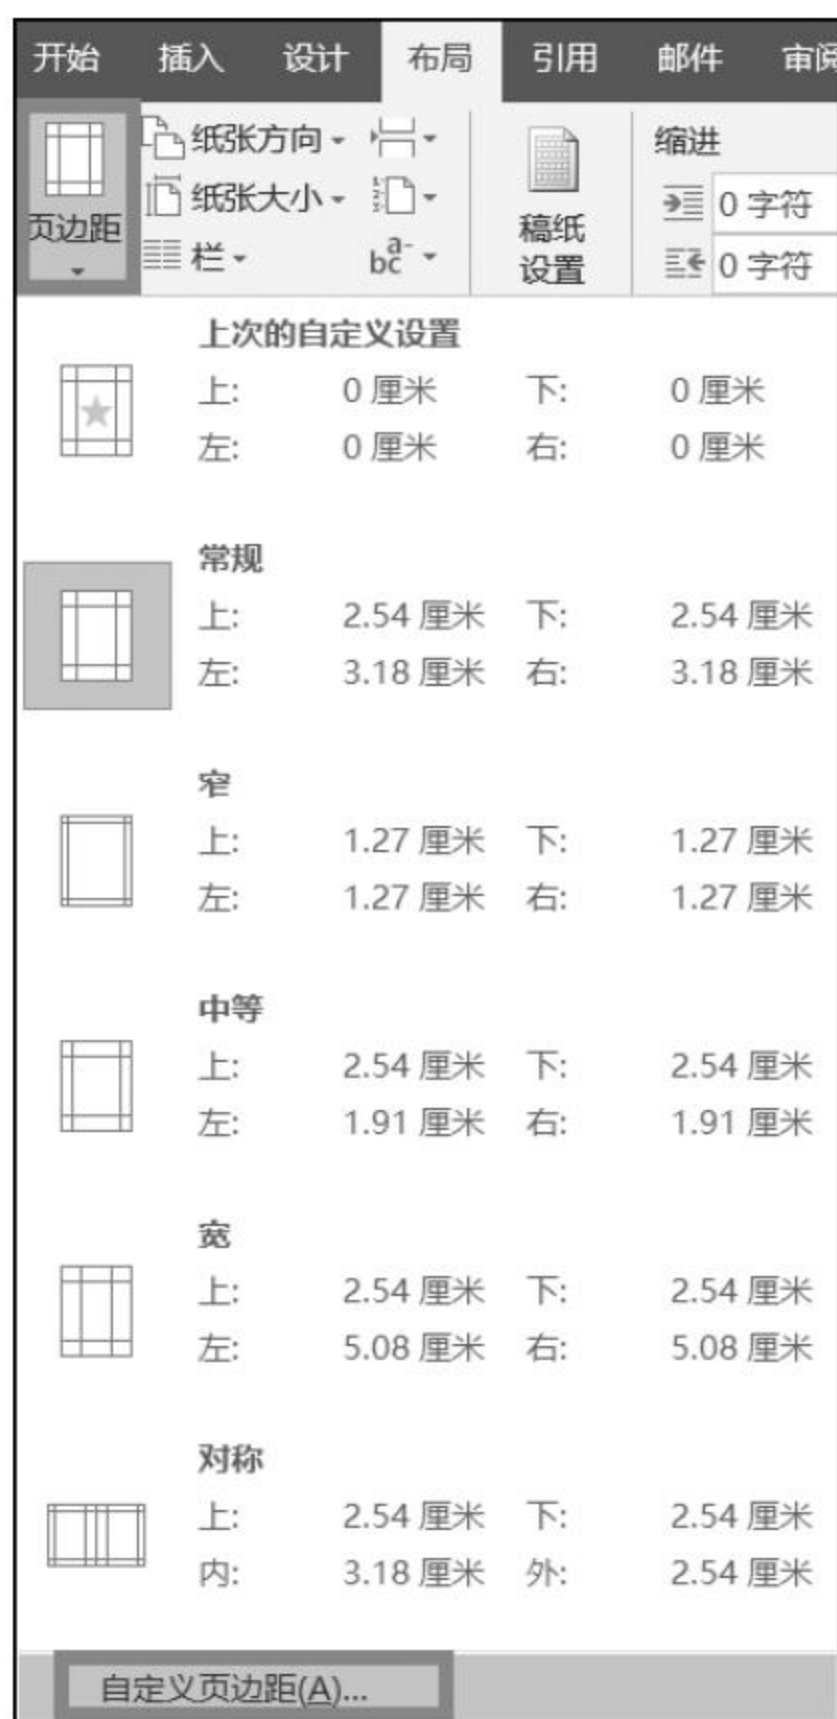 开始 插入 设计 布局 引用 邮件 审阅
纸张方向 缩进
纸张大小 0 字符
页边距 稿纸
栏 设置 0 字符
上次的自定义设置
上: 0 厘米 下: 0 厘米
左: 0 厘米 右: 0 厘米
常规
上: 2.54 厘米 下: 2.54 厘米
左: 3.18 厘米 右: 3.18 厘米
窄
上: 1.27 厘米 下: 1.27 厘米
左: 1.27 厘米 右: 1.27 厘米
中等
上: 2.54 厘米 下: 2.54 厘米
左: 1.91 厘米 右: 1.91 厘米
宽
上: 2.54 厘米 下: 2.54 厘米
左: 5.08 厘米 右: 5.08 厘米
对称
上: 2.54 厘米 下: 2.54 厘米
内: 3.18 厘米 外: 2.54 厘米
自定义页边距(A)...